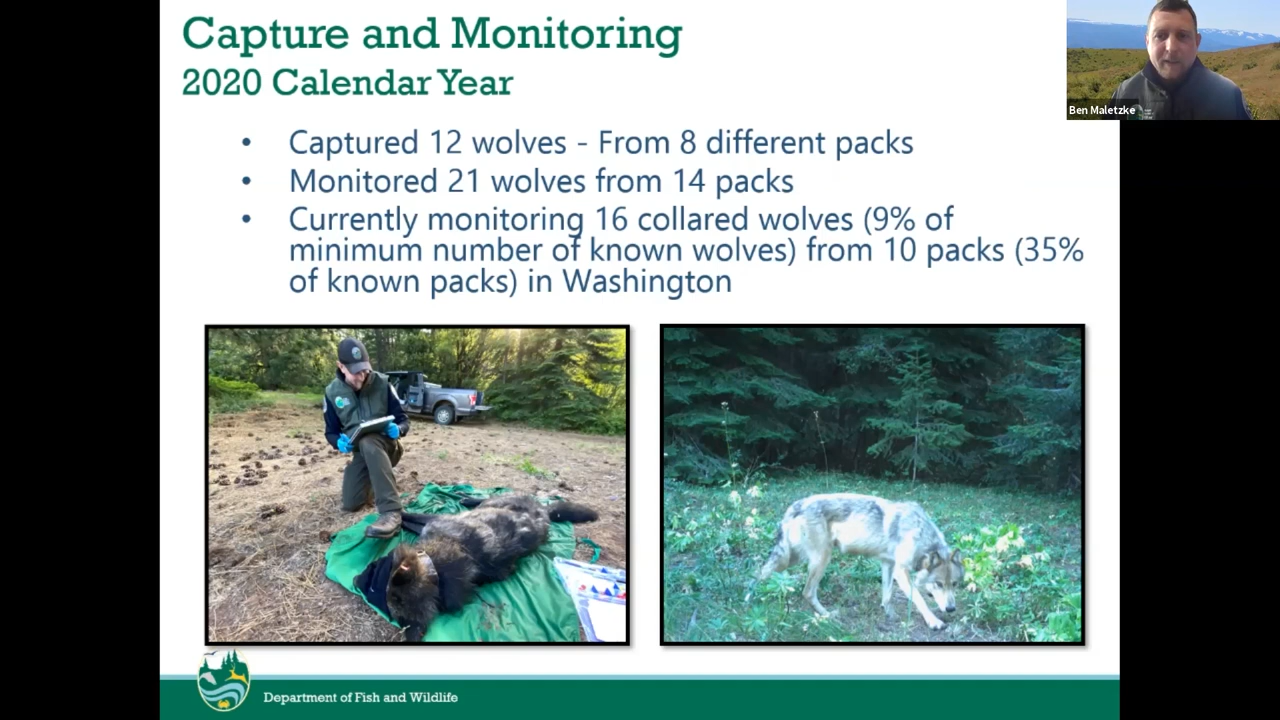 Capture and Monitoring
2020 Calendar Year
Ben Maletzke
• Captured 12 wolves - From 8 different packs
• Monitored 21 wolves from 14 packs
• Currently monitoring 16 collared wolves (9% of
minimum number of known wolves) from 10 packs (35%
of known packs) in Washington
Department of Fish and Wildlife